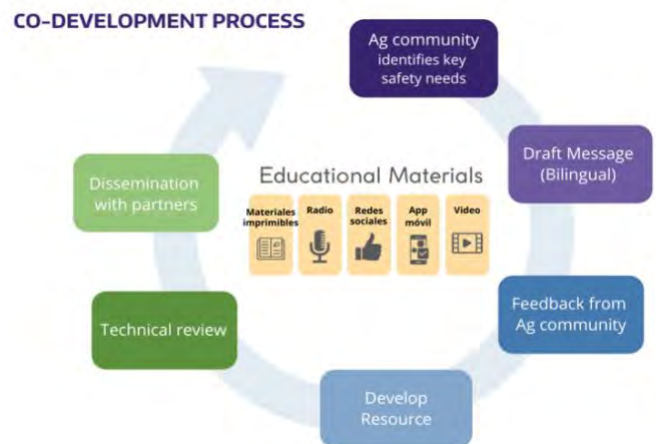 CO-DEVELOPMENT PROCESS
Ag community
identifies key
safety needs
Draft Message
(Bilingual)
Feedback from
Ag community
Develop
Resource
Technical review
Dissemination
with partners
Educational Materials
Materiales
imprimibles
Radio
Redes
sociales
App
móvil
Video